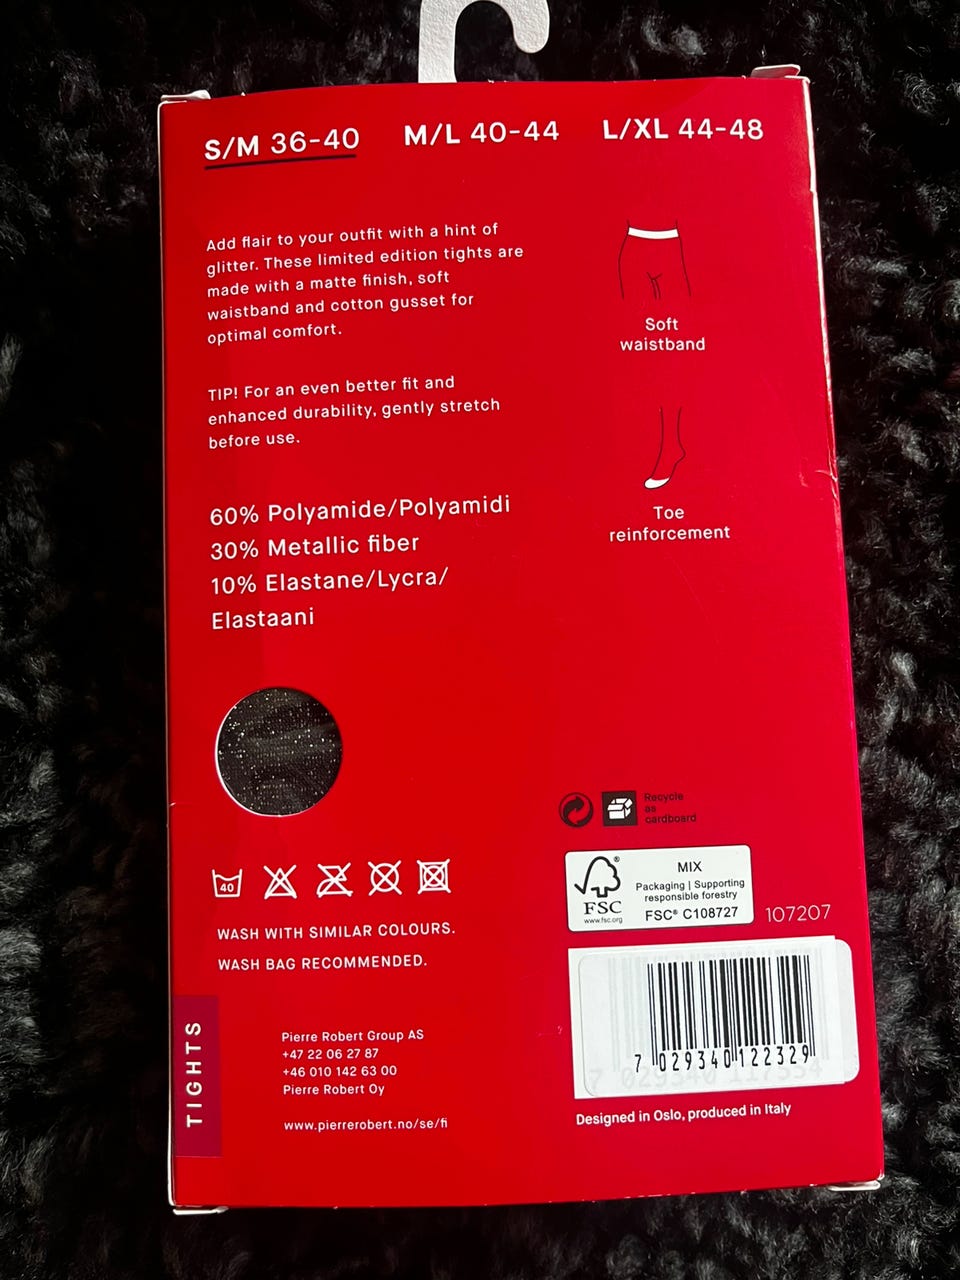 S/M 36-40 M/L 40-44 L/XL 44-48
Add flair to your outfit with a hint of
glitter. These limited edition tights are
made with a matte finish, soft
waistband and cotton gusset for
optimal comfort.
Soft
waistband
TIP! For an even better fit and
enhanced durability, gently stretch
before use.
Toe
reinforcement
60% Polyamide/Polyamidi
30% Metallic fiber
10% Elastane/Lycra/
Elastaani
Recycle
as
cardboard
40
WASH WITH SIMILAR COLOURS.
WASH BAG RECOMMENDED.
FSC
®
www.fsc.org
MIX
Packaging | Supporting
responsible forestry
FSC® C108727
107207
7 029340 122329
Designed in Oslo, produced in Italy
TIGHTS
Pierre Robert Group AS
+47 22 06 27 87
+46 010 142 63 00
Pierre Robert Oy
www.pierrerobert.no/se/fi